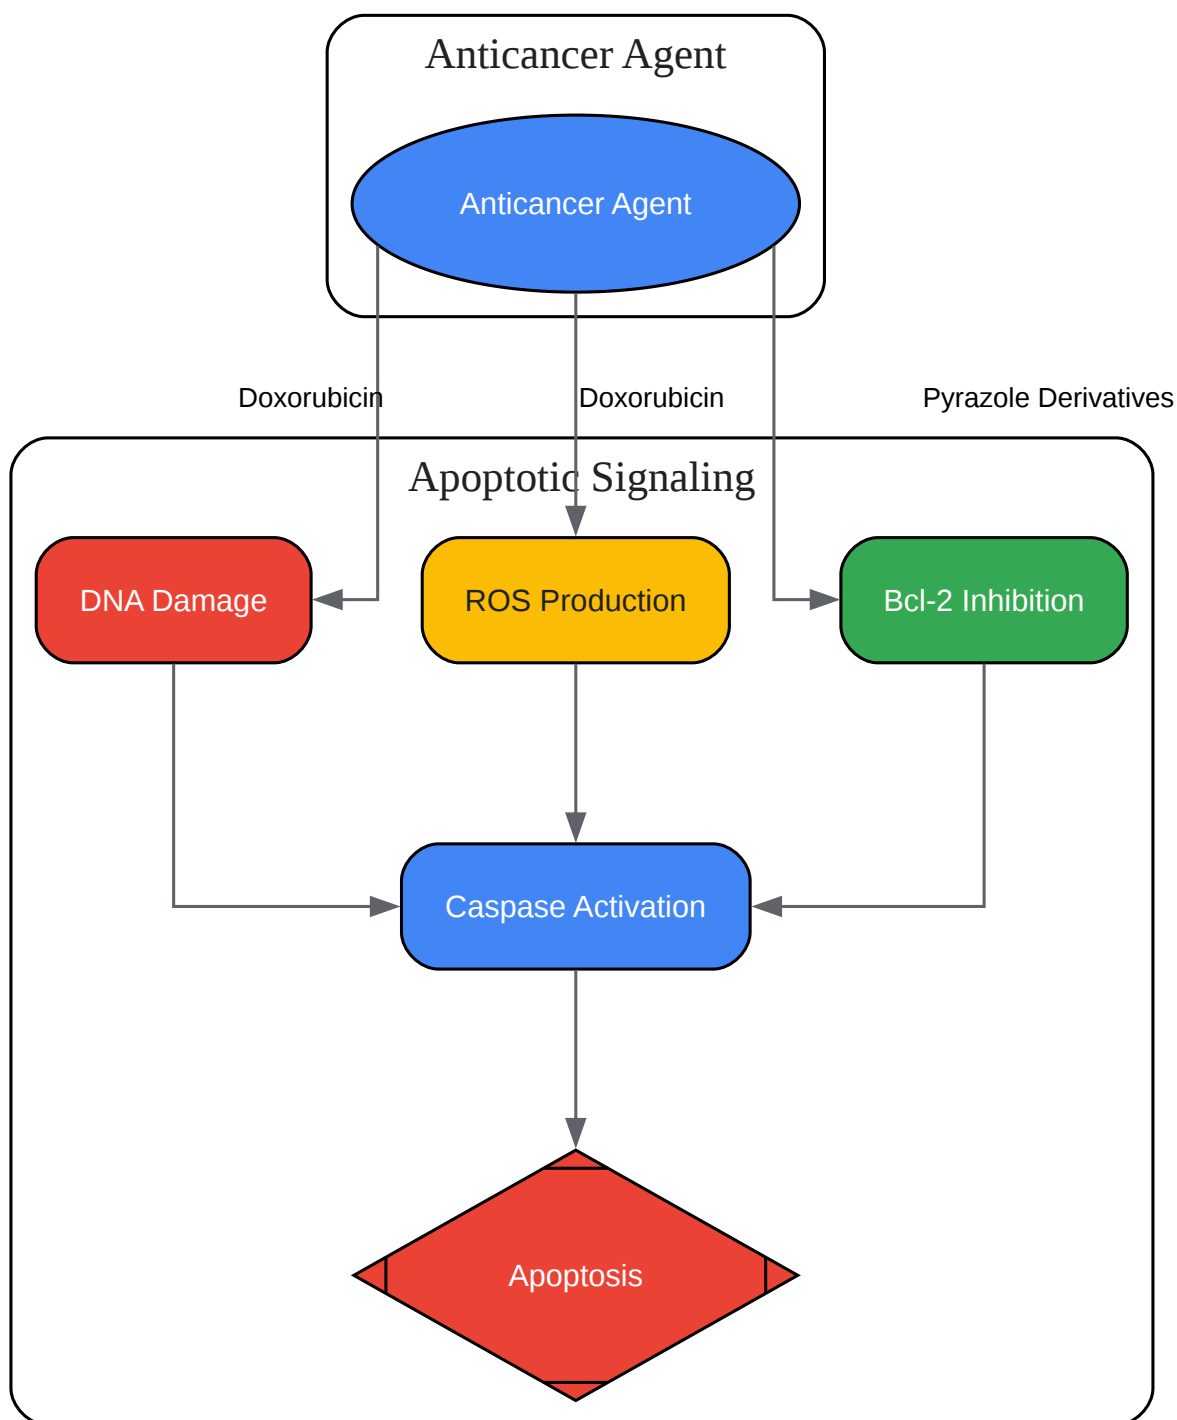 Anticancer Agent
Anticancer Agent
Doxorubicin
Doxorubicin
Pyrazole Derivatives
Apoptotic Signaling
DNA Damage
ROS Production
Bcl-2 Inhibition
Caspase Activation
Apoptosis